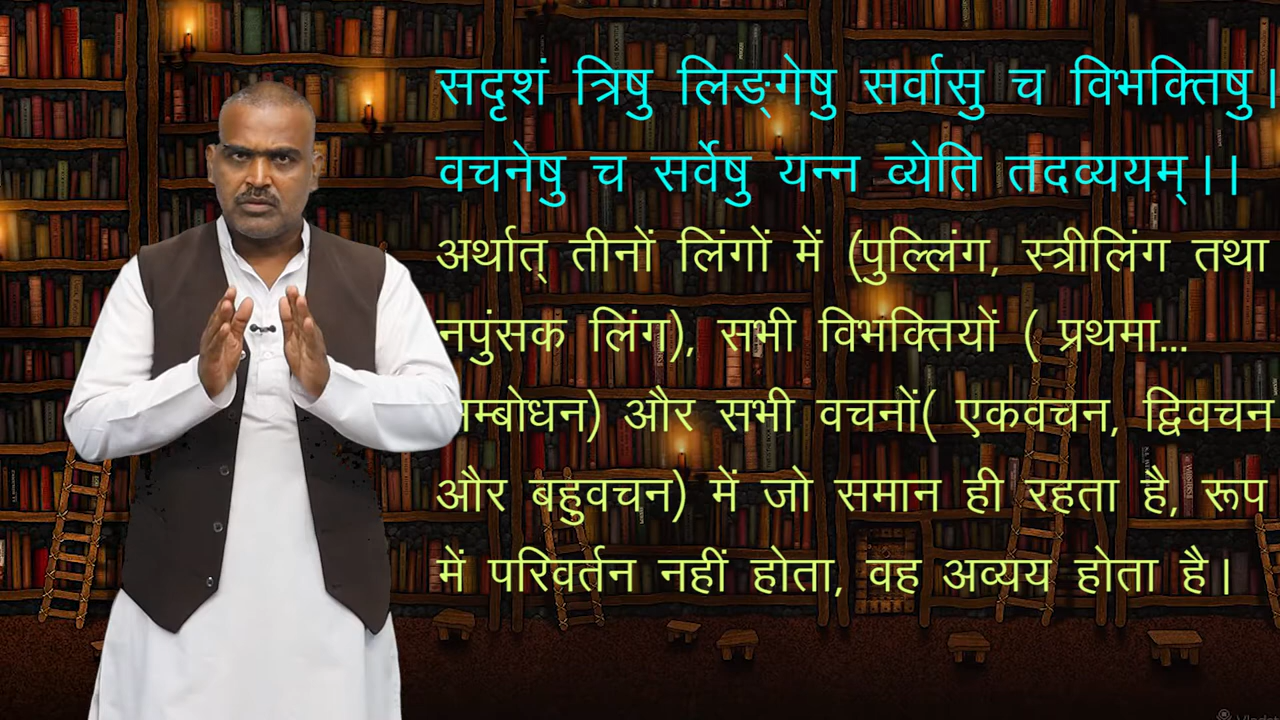 सदृशं त्रिषु लिङ्गेषु सर्वासु च विभक्तिषु।
वचनेषु च सर्वेषु यन्न व्येति तदव्ययम्।।
अर्थात् तीनों लिंगों में (पुल्लिंग, स्त्रीलिंग तथा
नपुंसक लिंग), सभी विभक्तियों ( प्रथमा...
सम्बोधन) और सभी वचनों( एकवचन, द्विवचन
और बहुवचन) में जो समान ही रहता है, रूप
में परिवर्तन नहीं होता, वह अव्यय होता है।